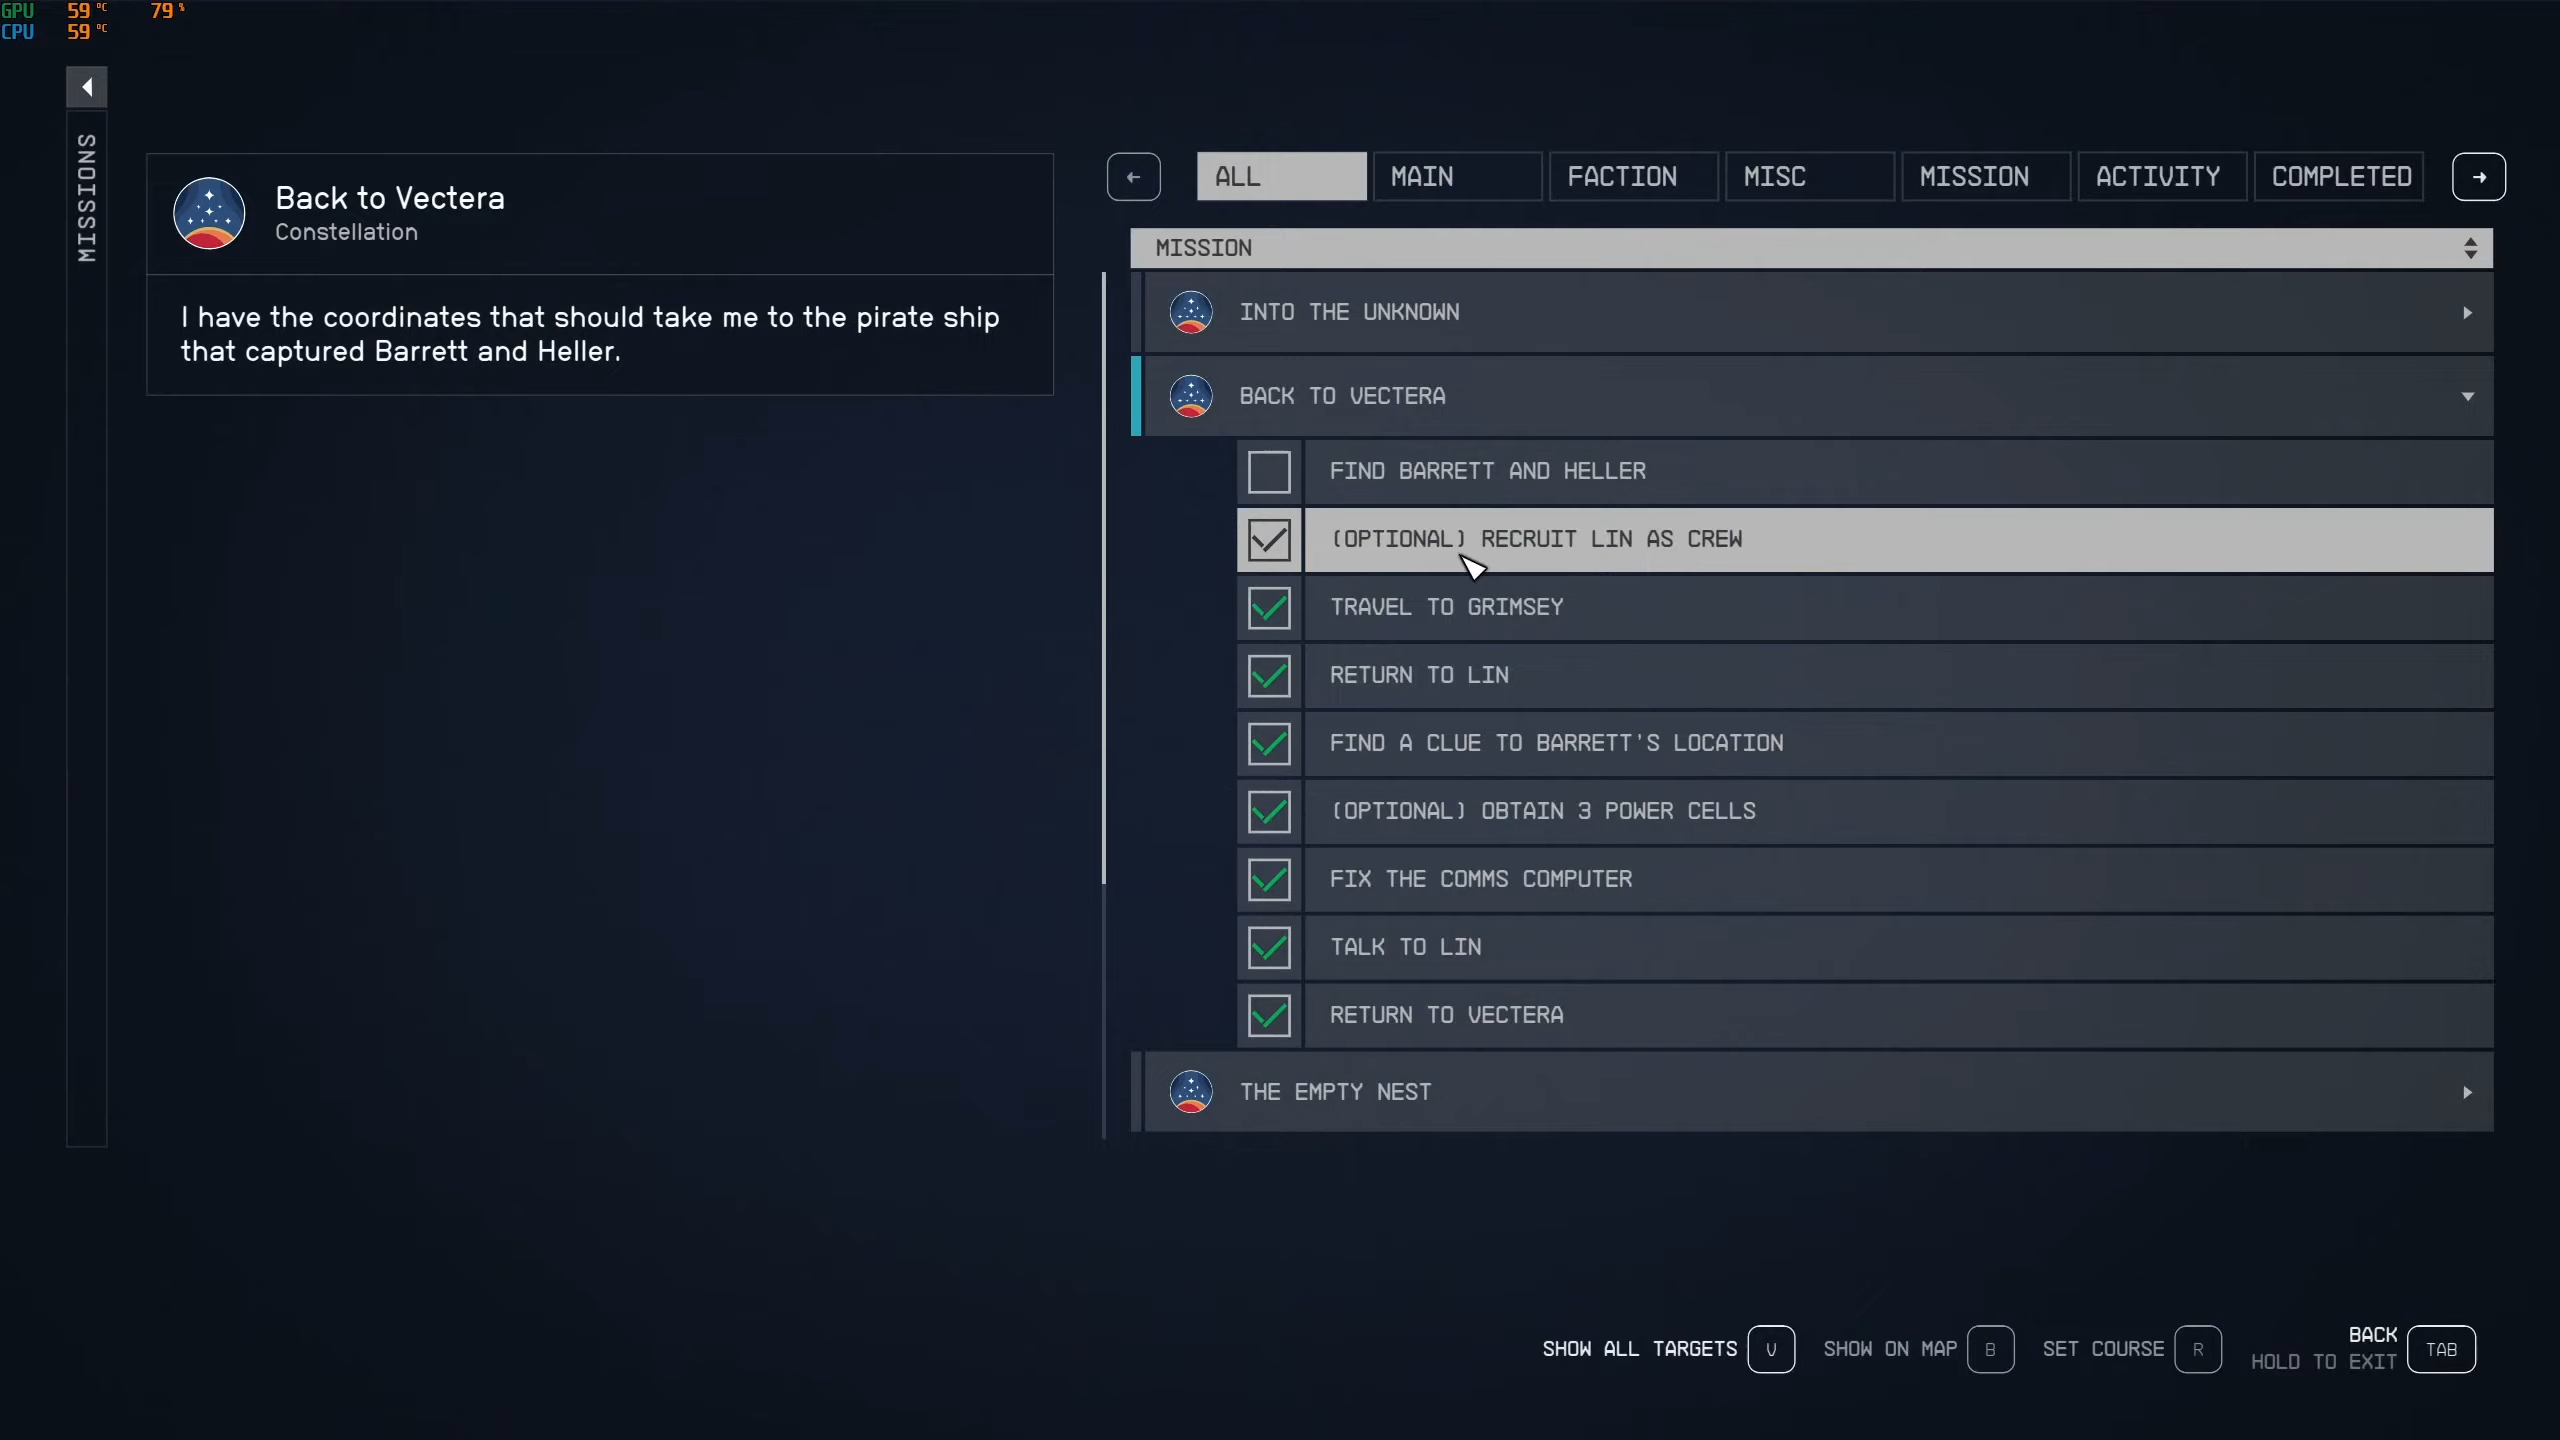 GPU 59 °C 79 %
CPU 59 °C
MISSIONS
Back to Vectera
Constellation
I have the coordinates that should take me to the pirate ship
that captured Barrett and Heller.
ALL MAIN FACTION MISC MISSION ACTIVITY COMPLETED
MISSION
INTO THE UNKNOWN
BACK TO VECTERA
FIND BARRETT AND HELLER
(OPTIONAL) RECRUIT LIN AS CREW
TRAVEL TO GRIMSEY
RETURN TO LIN
FIND A CLUE TO BARRETT'S LOCATION
(OPTIONAL) OBTAIN 3 POWER CELLS
FIX THE COMMS COMPUTER
TALK TO LIN
RETURN TO VECTERA
THE EMPTY NEST
SHOW ALL TARGETS V SHOW ON MAP B SET COURSE R BACK TAB
HOLD TO EXIT